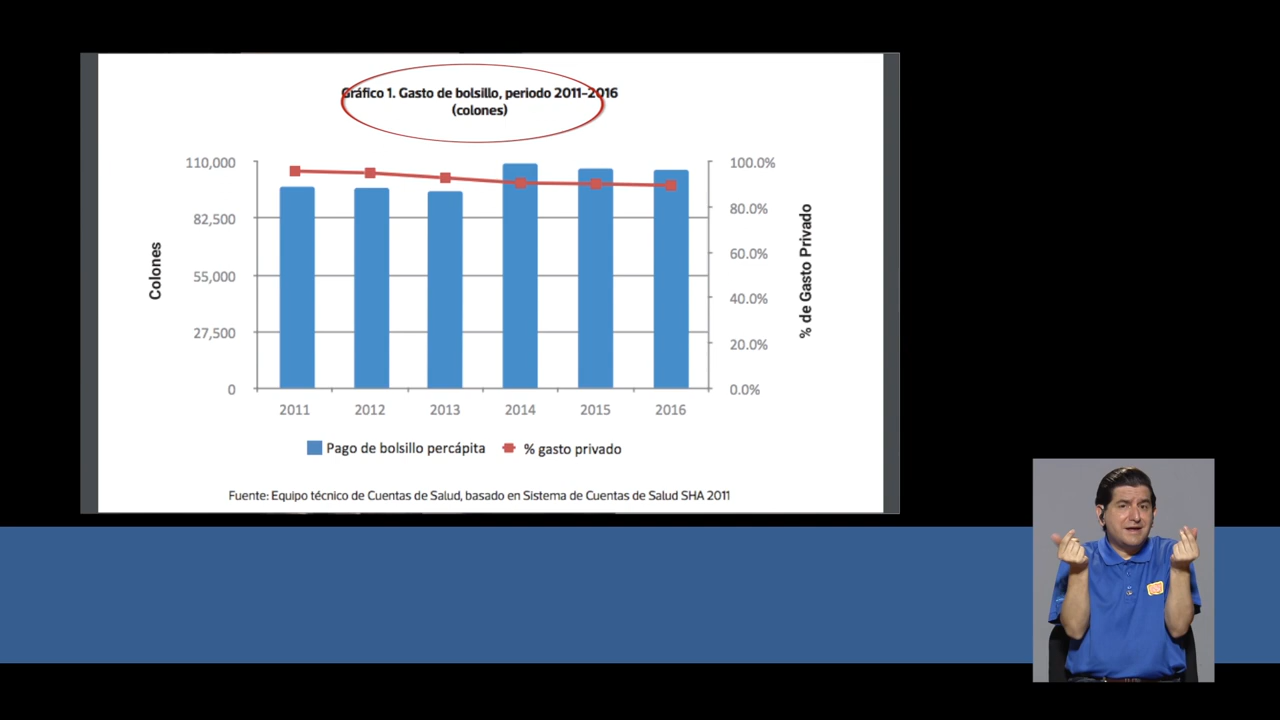 Gráfico 1. Gasto de bolsillo, periodo 2011-2016
(colones)
110,000
82,500
55,000
27,500
0
Colones
100.0%
80.0%
60.0%
40.0%
20.0%
0.0%
% de Gasto Privado
2011 2012 2013 2014 2015 2016
Pago de bolsillo percápita % gasto privado
Fuente: Equipo técnico de Cuentas de Salud, basado en Sistema de Cuentas de Salud SHA 2011